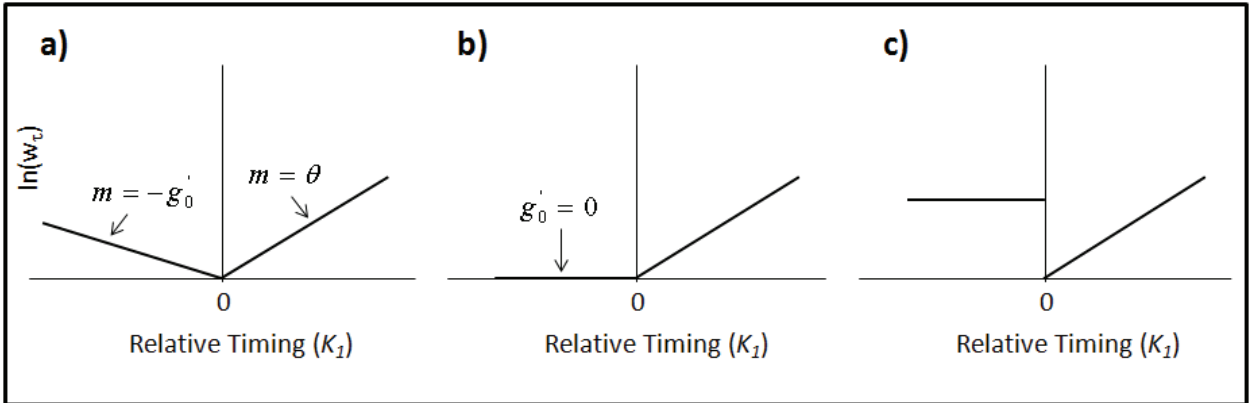 a)
ln(w_τ)
m = -g'_0
m = θ
0
Relative Timing (K_1)
b)
g'_0 = 0
0
Relative Timing (K_1)
c)
0
Relative Timing (K_1)